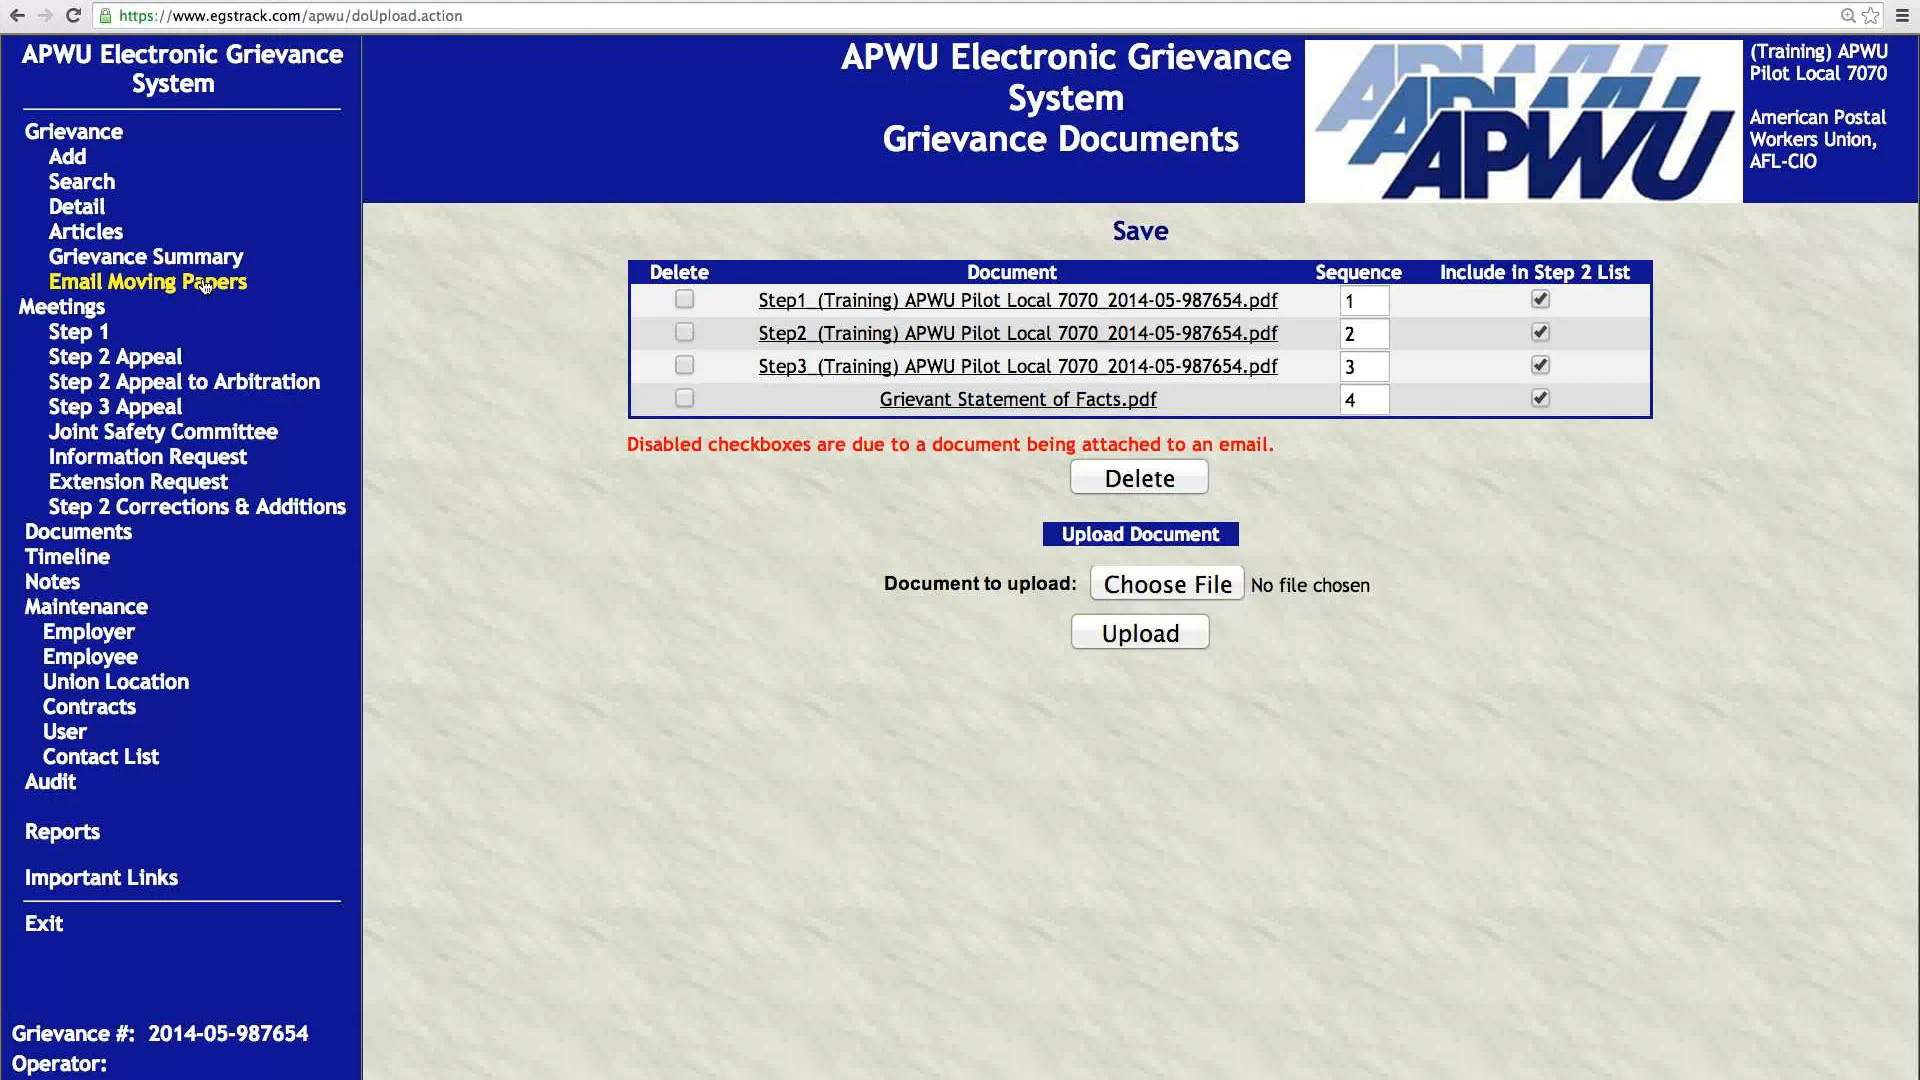 https://www.egstrack.com/apwu/doUpload.action
APWU Electronic Grievance
System
Grievance
Add
Search
Detail
Articles
Grievance Summary
Email Moving Papers
Meetings
Step 1
Step 2 Appeal
Step 2 Appeal to Arbitration
Step 3 Appeal
Joint Safety Committee
Information Request
Extension Request
Step 2 Corrections & Additions
Documents
Timeline
Notes
Maintenance
Employer
Employee
Union Location
Contracts
User
Contact List
Audit
Reports
Important Links
Exit
Grievance #: 2014-05-987654
Operator:
APWU Electronic Grievance
System
Grievance Documents
APWU
(Training) APWU
Pilot Local 7070
American Postal
Workers Union,
AFL-CIO
Save
Delete Document Sequence Include in Step 2 List
Step1_(Training) APWU Pilot Local 7070_2014-05-987654.pdf 1
Step2_(Training) APWU Pilot Local 7070_2014-05-987654.pdf 2
Step3_(Training) APWU Pilot Local 7070_2014-05-987654.pdf 3
Grievant Statement of Facts.pdf 4
Disabled checkboxes are due to a document being attached to an email.
Delete
Upload Document
Document to upload: Choose File No file chosen
Upload